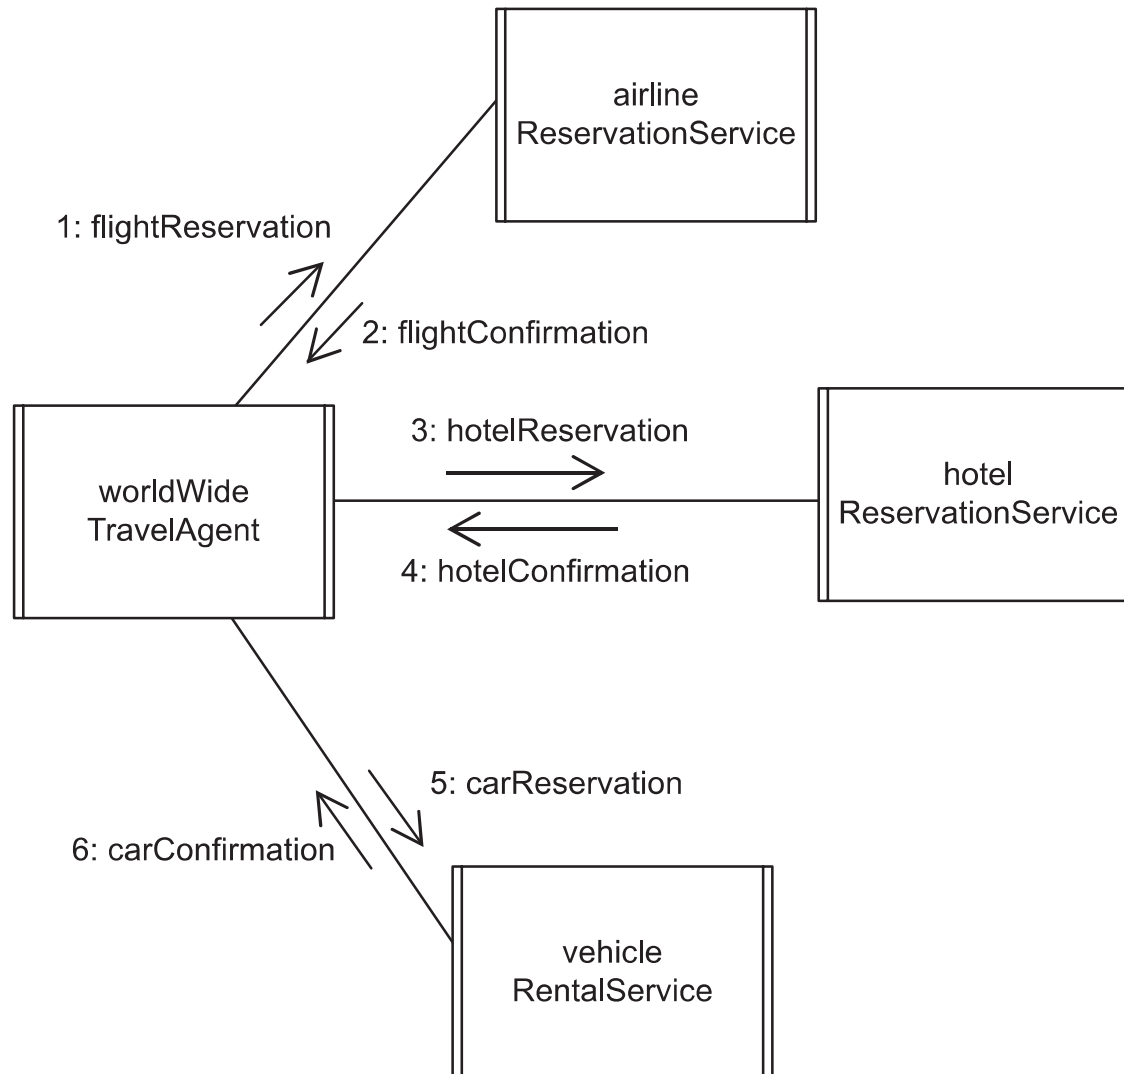 airline
ReservationService
1: flightReservation
2: flightConfirmation
3: hotelReservation
worldWide
TravelAgent
hotel
ReservationService
4: hotelConfirmation
5: carReservation
6: carConfirmation
vehicle
RentalService